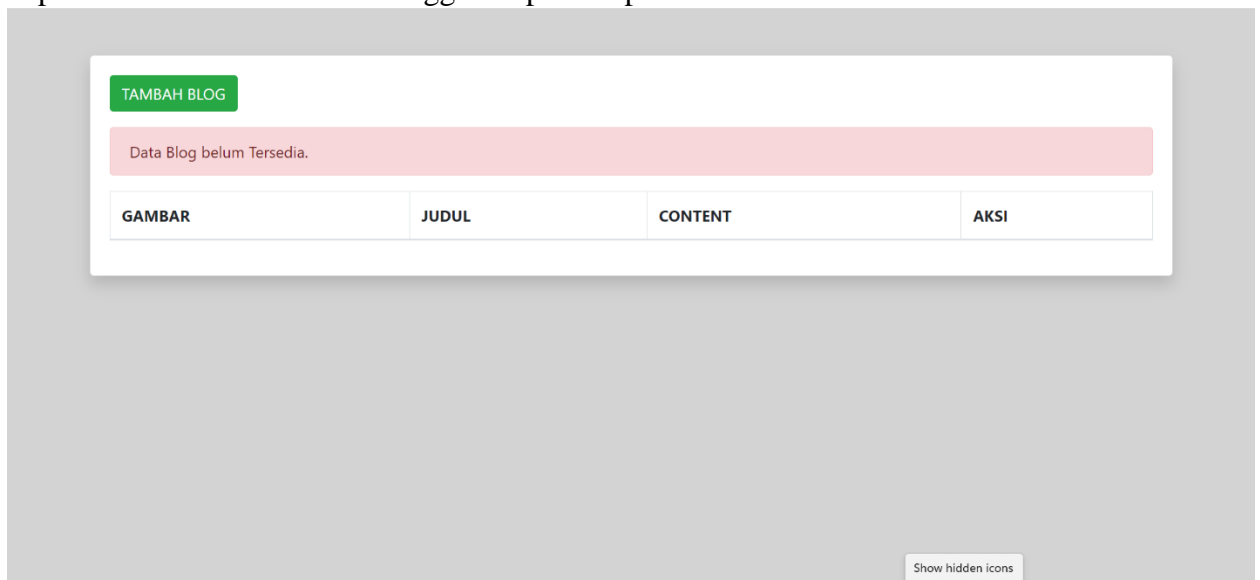 TAMBAH BLOG
Data Blog belum Tersedia.
GAMBAR JUDUL CONTENT AKSI
Show hidden icons